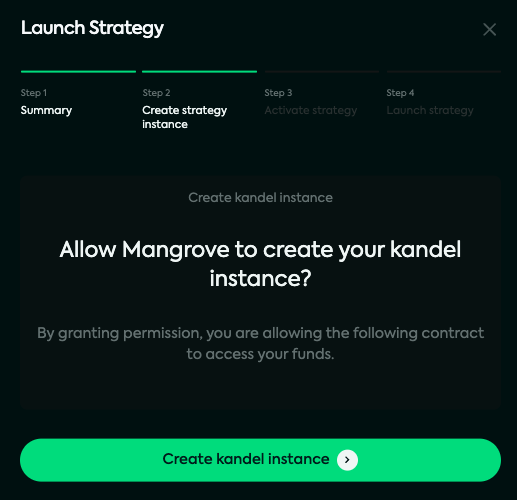 Launch Strategy
Step 1
Summary
Step 2
Create strategy
instance
Step 3
Activate strategy
Step 4
Launch strategy
Create kandel instance
Allow Mangrove to create your kandel
instance?
By granting permission, you are allowing the following contract
to access your funds.
Create kandel instance